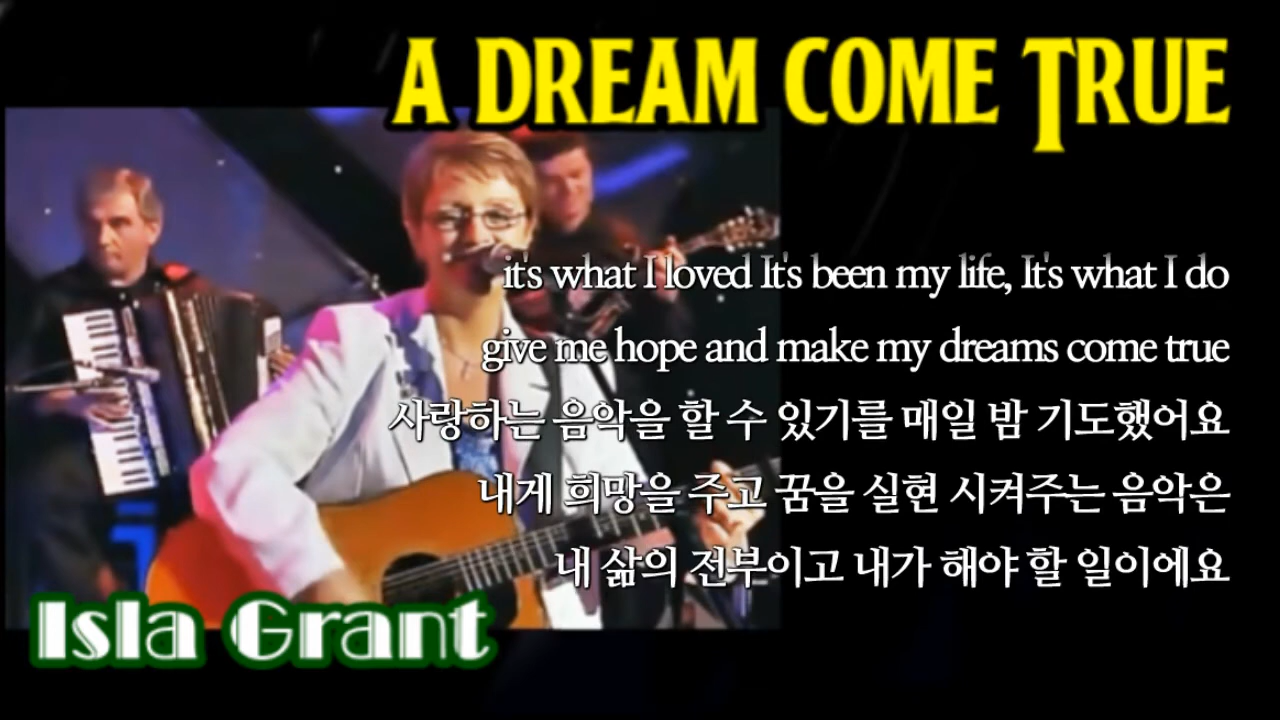 A DREAM COME TRUE
it's what I loved It's been my life, It's what I do
give me hope and make my dreams come true
사랑하는 음악을 할 수 있기를 매일 밤 기도했어요
내게 희망을 주고 꿈을 실현 시켜주는 음악은
내 삶의 전부이고 내가 해야 할 일이에요
Isla Grant